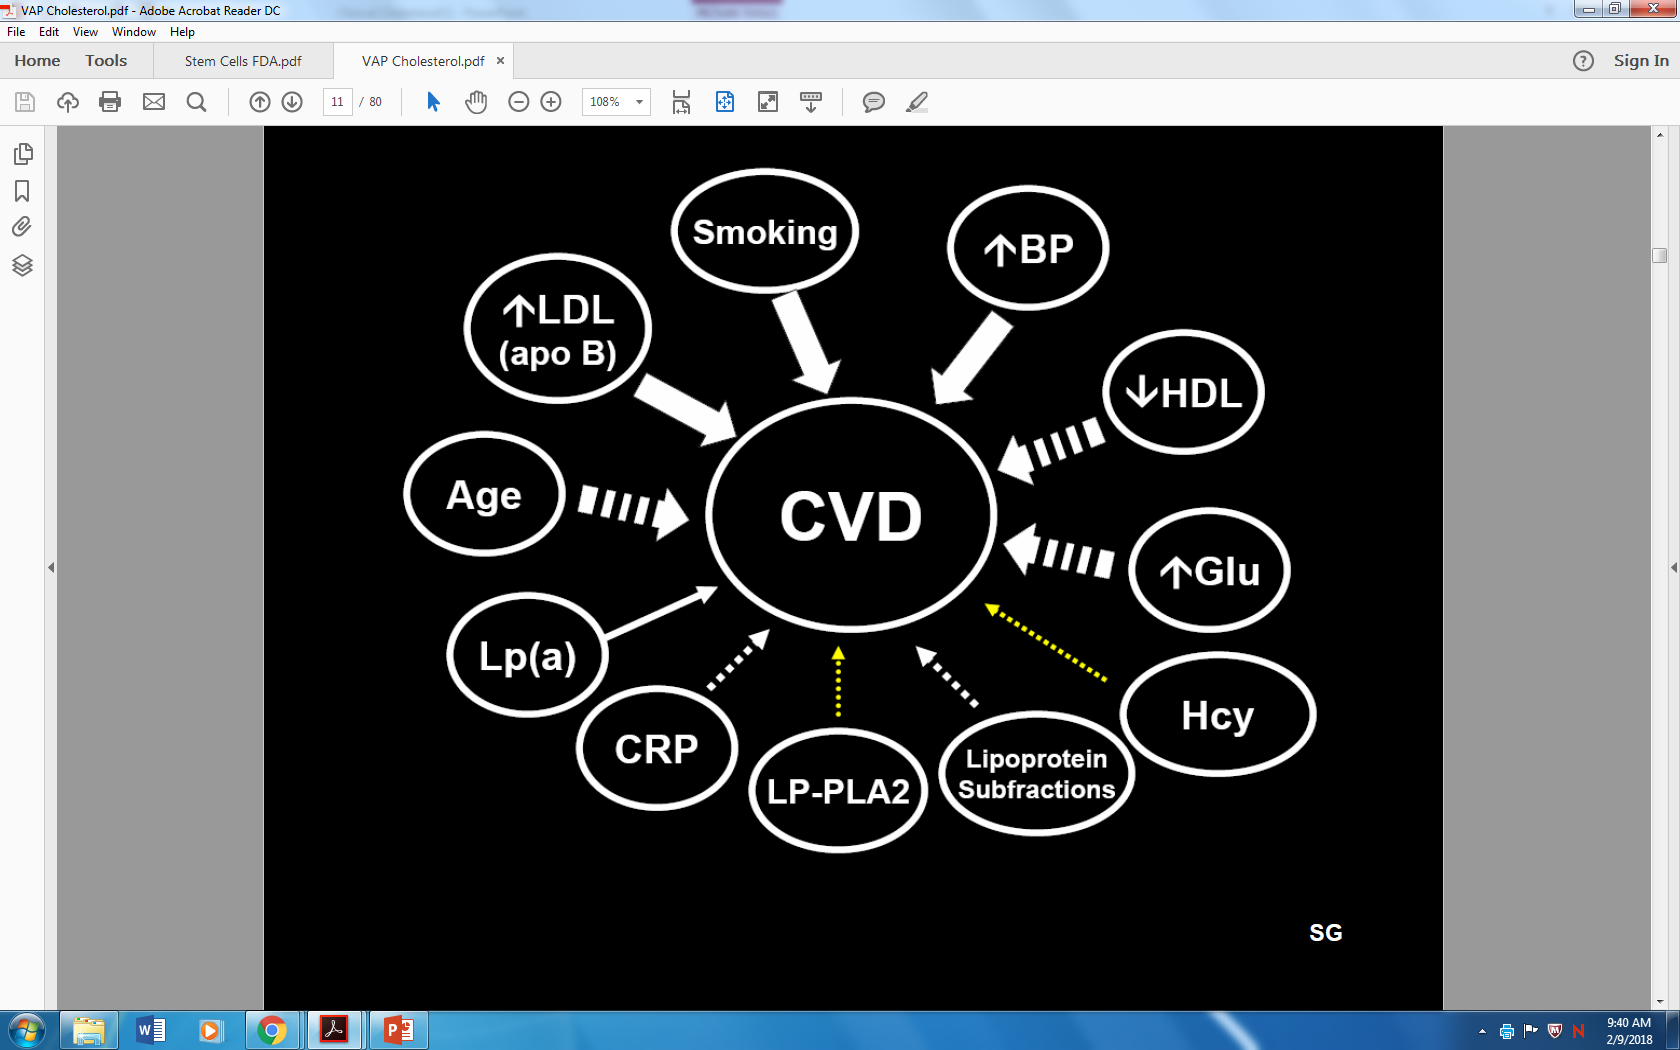 VAP Cholesterol.pdf - Adobe Acrobat Reader DC
File Edit View Window Help
Home Tools Stem Cells FDA.pdf VAP Cholesterol.pdf × ? Sign In
11 / 80 108%
Smoking
↑BP
↑LDL
(apo B)
↓HDL
Age
CVD
↑Glu
Lp(a)
Hcy
CRP
LP-PLA2
Lipoprotein
Subfractions
SG
9:40 AM
2/9/2018